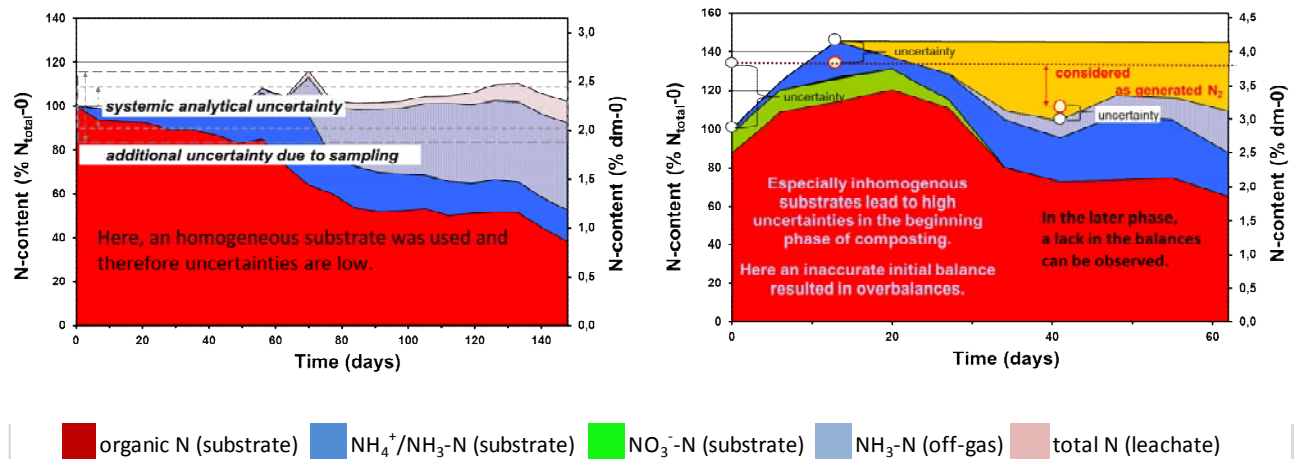 140
120
100
80
60
40
20
0
N-content (% N_total-0)
3,0
2,5
2,0
1,5
1,0
0,5
0,0
N-content (% dm-0)
systemic analytical uncertainty
additional uncertainty due to sampling
Here, an homogeneous substrate was used and
therefore uncertainties are low.
0 20 40 60 80 100 120 140
Time (days)
160
140
120
100
80
60
40
20
0
N-content (% N_total-0)
4,5
4,0
3,5
3,0
2,5
2,0
1,5
1,0
0,5
0,0
N-content (% dm-0)
uncertainty
considered
as generated N₂
uncertainty
uncertainty
Especially inhomogenous
substrates lead to high
uncertainties in the beginning
phase of composting.
Here an inaccurate initial balance
resulted in overbalances.
In the later phase,
a lack in the balances
can be observed.
0 20 40 60
Time (days)
organic N (substrate) NH₄⁺/NH₃-N (substrate) NO₃⁻-N (substrate) NH₃-N (off-gas) total N (leachate)